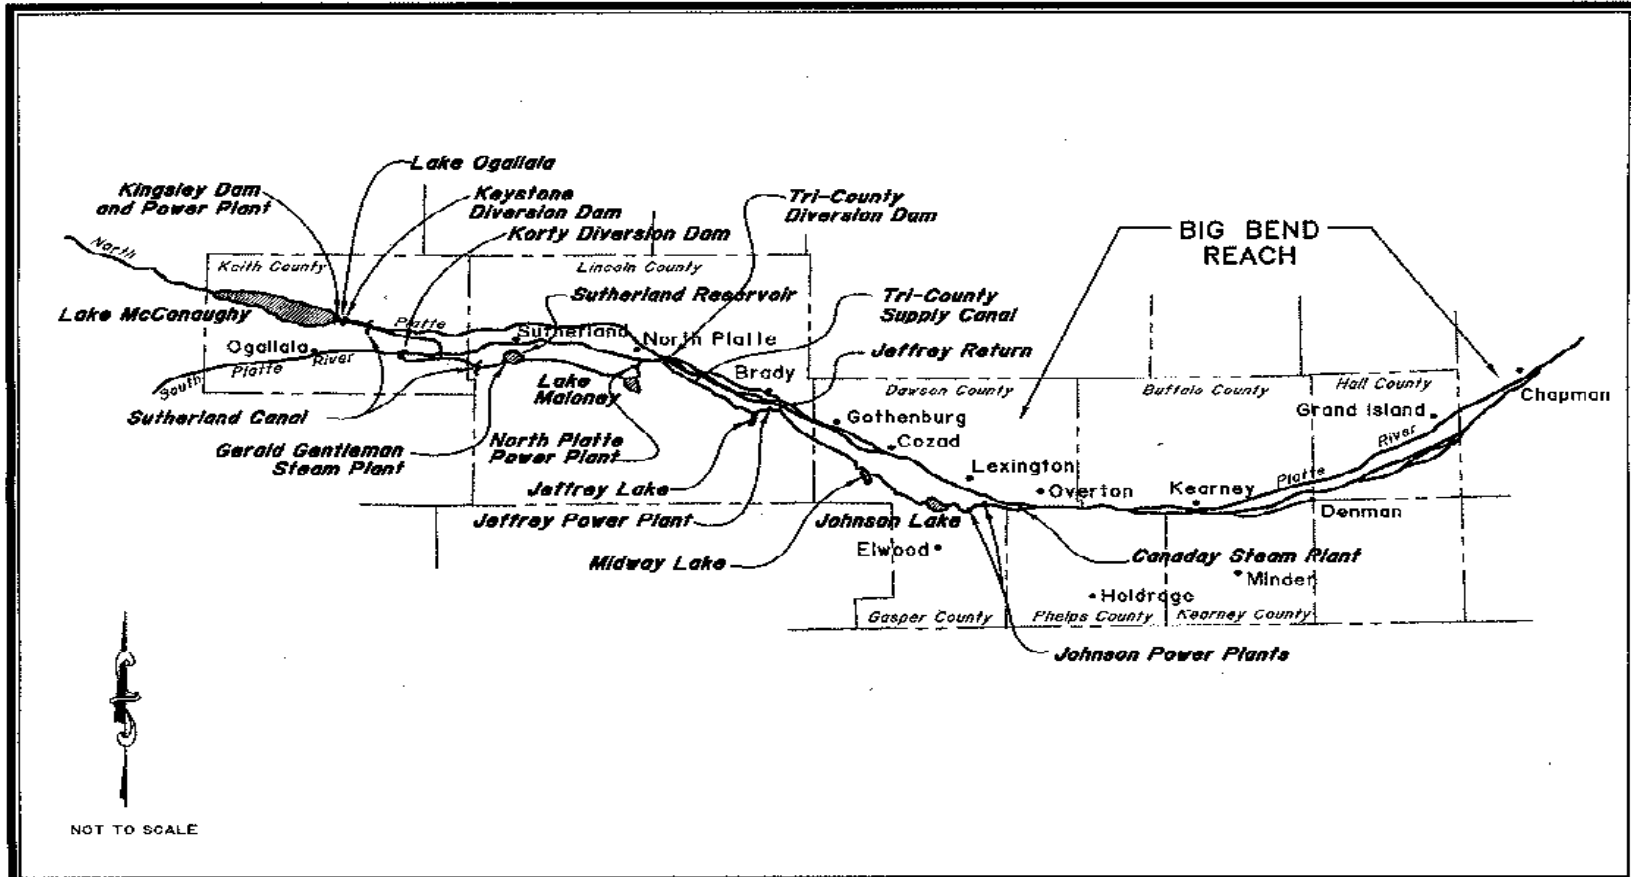 Lake Ogallala
Kingsley Dam
and Power Plant
Keystone
Diversion Dam
Korty Diversion Dam
Tri-County
Diversion Dam
BIG BEND
REACH
North
Keith County
Lincoln County
Lake McConaughy
Platte
Sutherland Reservoir
Tri-County
Supply Canal
Sutherland
North Platte
Ogallala
River
Jeffrey Return
South
Platte
Brady
Lake
Maloney
Dawson County
Buffalo County
Hall County
Chapman
Sutherland Canal
Gothenburg
Grand Island
Gerald Gentleman
Steam Plant
North Platte
Power Plant
Cozad
River
Platte
Jeffrey Lake
Lexington
Overton
Kearney
Jeffrey Power Plant
Johnson Lake
Denman
Midway Lake
Elwood
Canaday Steam Plant
Minder
Holdrege
Gasper County
Phelps County
Kearney County
Johnson Power Plants
NOT TO SCALE